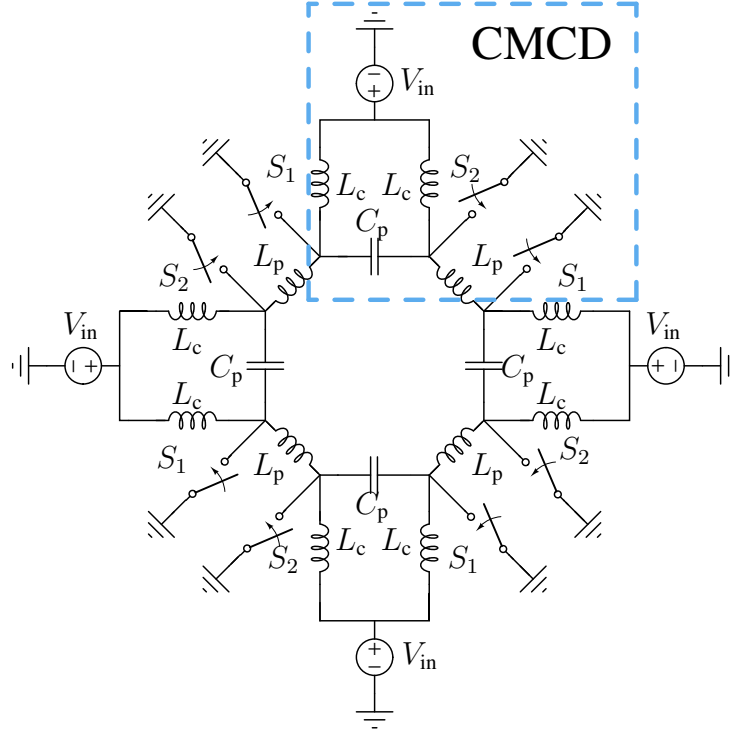 CMCD
− + V_in
S_1 L_c L_c S_2
C_p
L_p L_p
S_2 S_1
V_in L_c L_c V_in
− + C_p C_p + −
L_c L_c
S_1 S_2
L_p L_p
C_p
S_2 L_c L_c S_1
+ − V_in